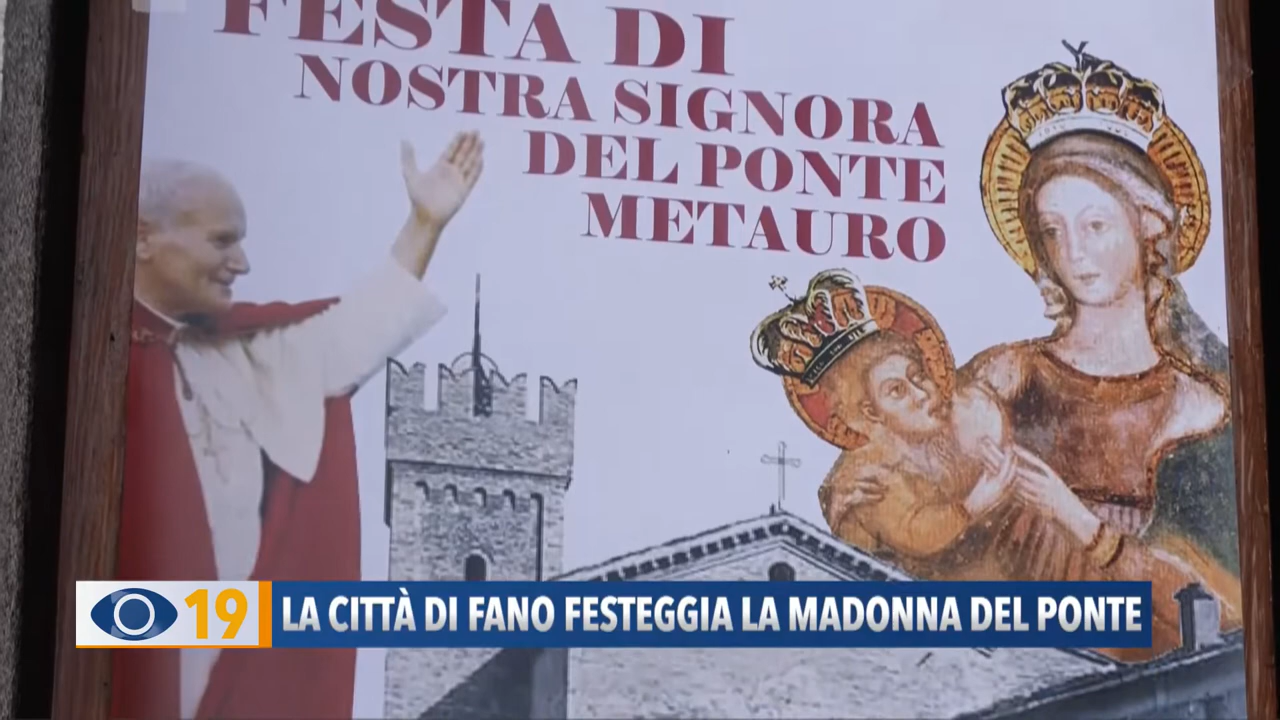 FESTA DI
NOSTRA SIGNORA
DEL PONTE
METAURO
19 LA CITTÀ DI FANO FESTEGGIA LA MADONNA DEL PONTE